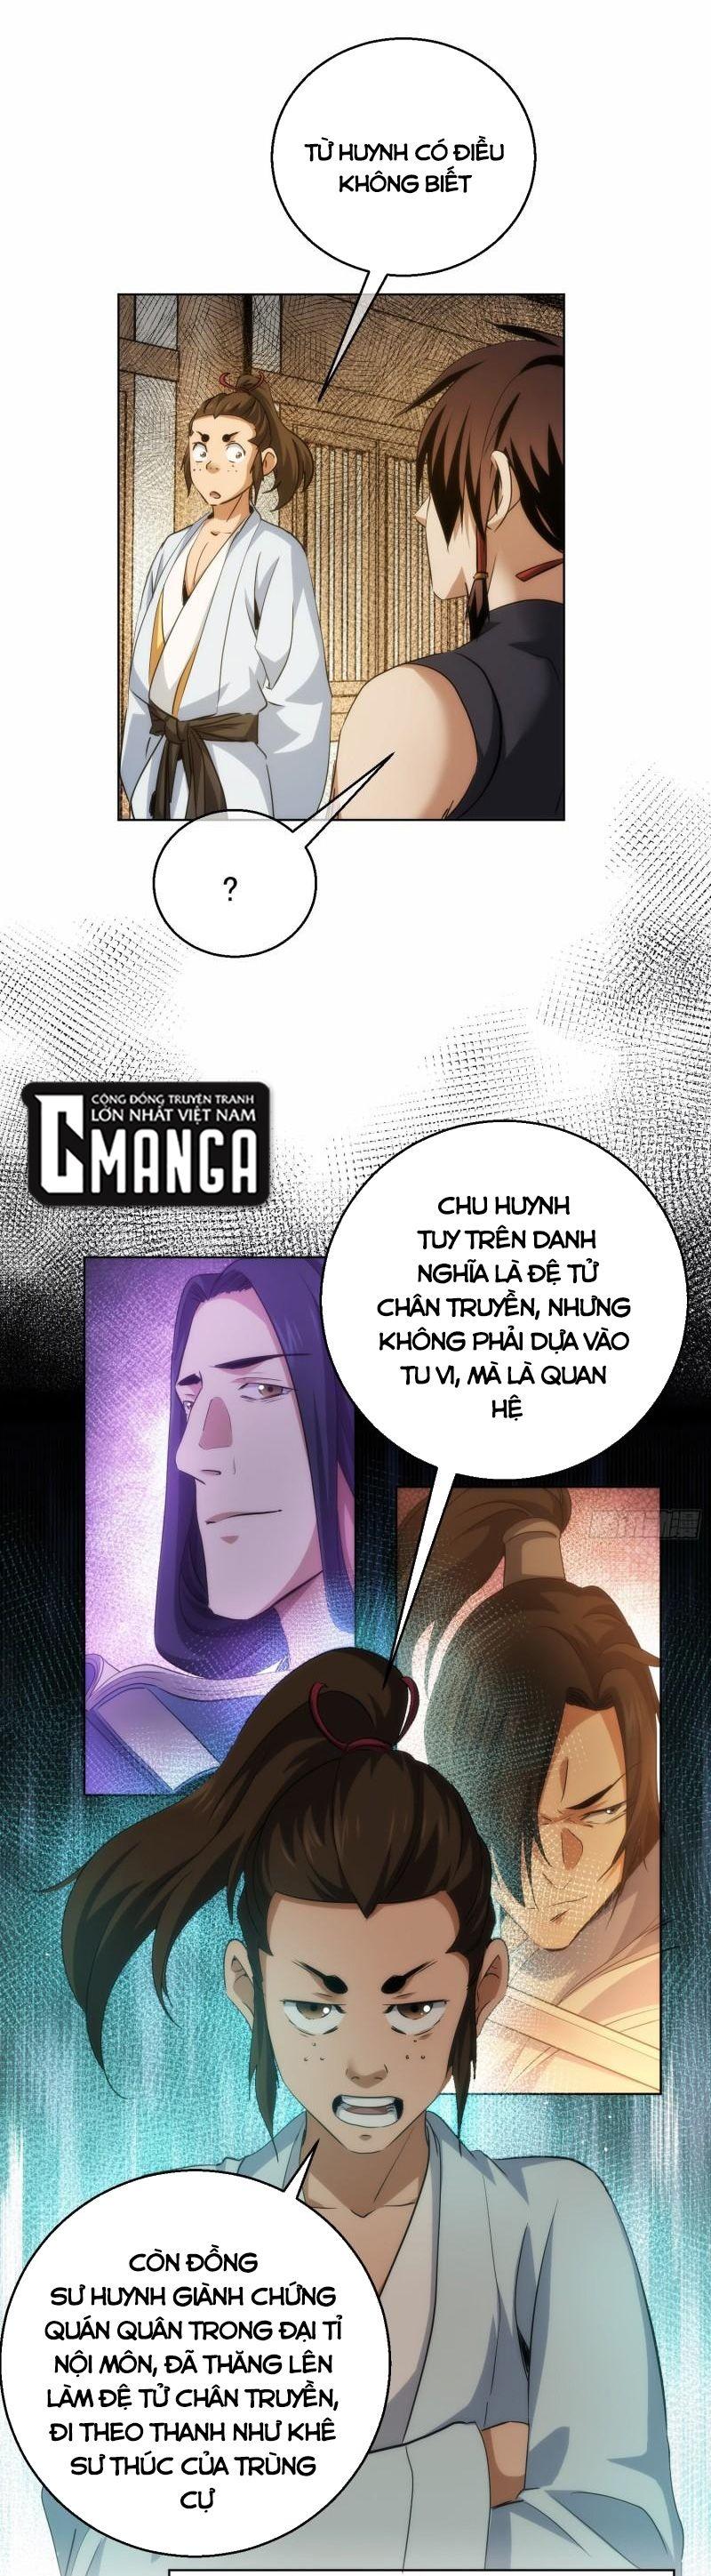 TỪ HUYNH CÓ ĐIỀU
KHÔNG BIẾT
?
CỘNG ĐỒNG TRUYỆN TRANH
LỚN NHẤT VIỆT NAM
CMANGA
CHU HUYNH
TUY TRÊN DANH
NGHĨA LÀ ĐỆ TỬ
CHÂN TRUYỀN, NHƯNG
KHÔNG PHẢI DỰA VÀO
TU VI, MÀ LÀ QUAN
HỆ
CÒN ĐỒNG
SƯ HUYNH GIÀNH CHỨNG
QUÁN QUÂN TRONG ĐẠI TỈ
NỘI MÔN, ĐÃ THĂNG LÊN
LÀM ĐỆ TỬ CHÂN TRUYỀN,
ĐI THEO THANH NHƯ KHÊ
SƯ THÚC CỦA TRÙNG
CỰ